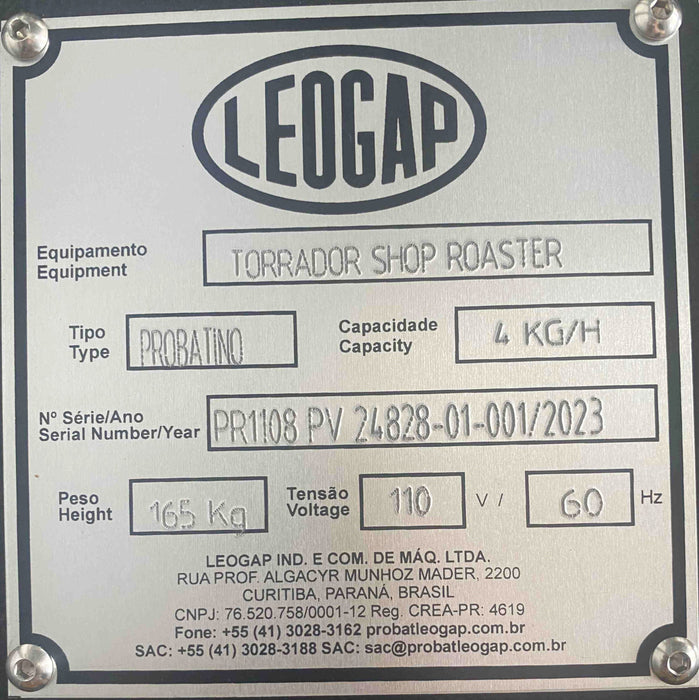 LEOGAP
Equipamento
Equipment
TORRADOR SHOP ROASTER
Tipo
Type
PROBATINO
Capacidade
Capacity
4 KG/H
Nº Série/Ano
Serial Number/Year
PR1108 PV 24828-01-001/2023
Peso
Height
165 Kg
Tensão
Voltage
110
V /
60
Hz
LEOGAP IND. E COM. DE MÁQ. LTDA.
RUA PROF. ALGACYR MUNHOZ MADER, 2200
CURITIBA, PARANÁ, BRASIL
CNPJ: 76.520.758/0001-12 Reg. CREA-PR: 4619
Fone: +55 (41) 3028-3162 probatleogap.com.br
SAC: +55 (41) 3028-3188 SAC: sac@probatleogap.com.br